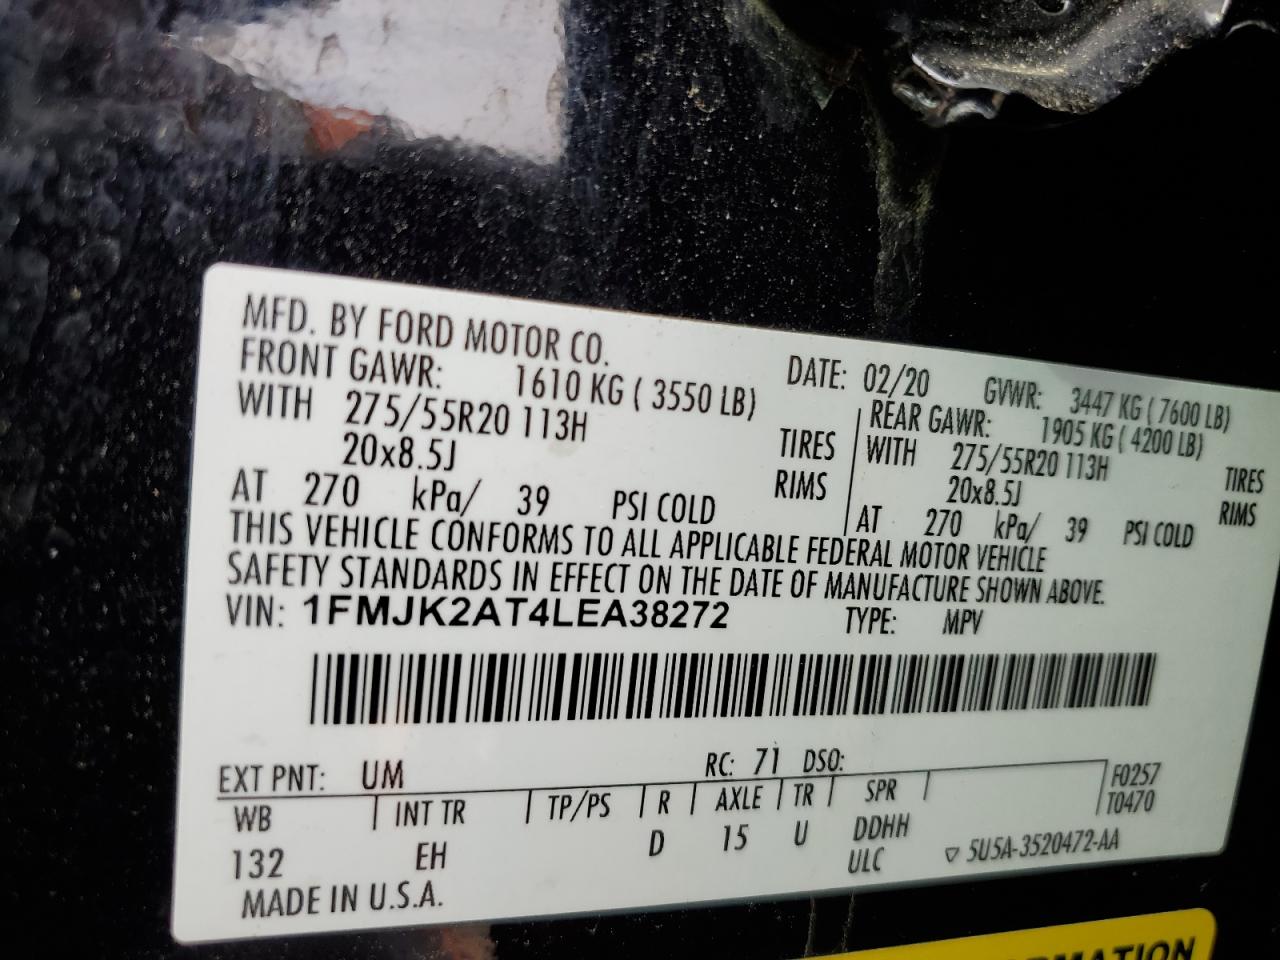 MFD. BY FORD MOTOR CO.
DATE: 02/20 GVWR: 3447 KG ( 7600 LB)
FRONT GAWR: 1610 KG ( 3550 LB)
WITH 275/55R20 113H TIRES
20x8.5J RIMS
AT 270 kPa/ 39 PSI COLD
REAR GAWR: 1905 KG ( 4200 LB)
WITH 275/55R20 113H TIRES
20x8.5J RIMS
AT 270 kPa/ 39 PSI COLD
THIS VEHICLE CONFORMS TO ALL APPLICABLE FEDERAL MOTOR VEHICLE
SAFETY STANDARDS IN EFFECT ON THE DATE OF MANUFACTURE SHOWN ABOVE.
VIN: 1FMJK2AT4LEA38272 TYPE: MPV
EXT PNT: UM RC: 71 DSO:
WB INT TR TP/PS R AXLE TR SPR F0257
T0470
132 EH D 15 U DDHH
ULC ▽ 5U5A-3520472-AA
MADE IN U.S.A.